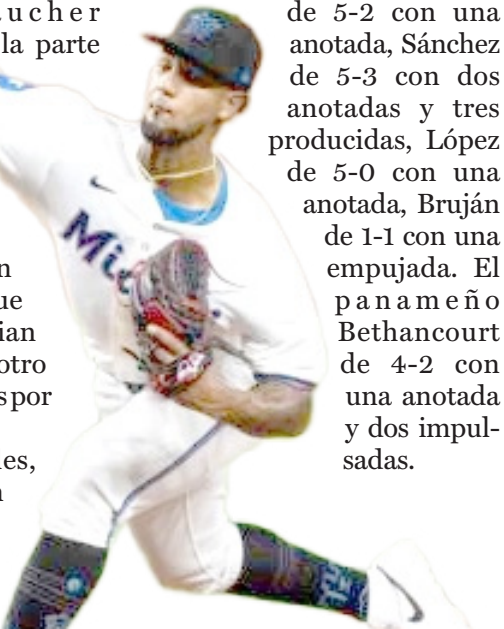 la parte
otro
por
de 5-2 con una
anotada, Sánchez
de 5-3 con dos
anotadas y tres
producidas, López
de 5-0 con una
anotada, Bruján
de 1-1 con una
empujada. El
panameño
Bethancourt
de 4-2 con
una anotada
y dos impul-
sadas.